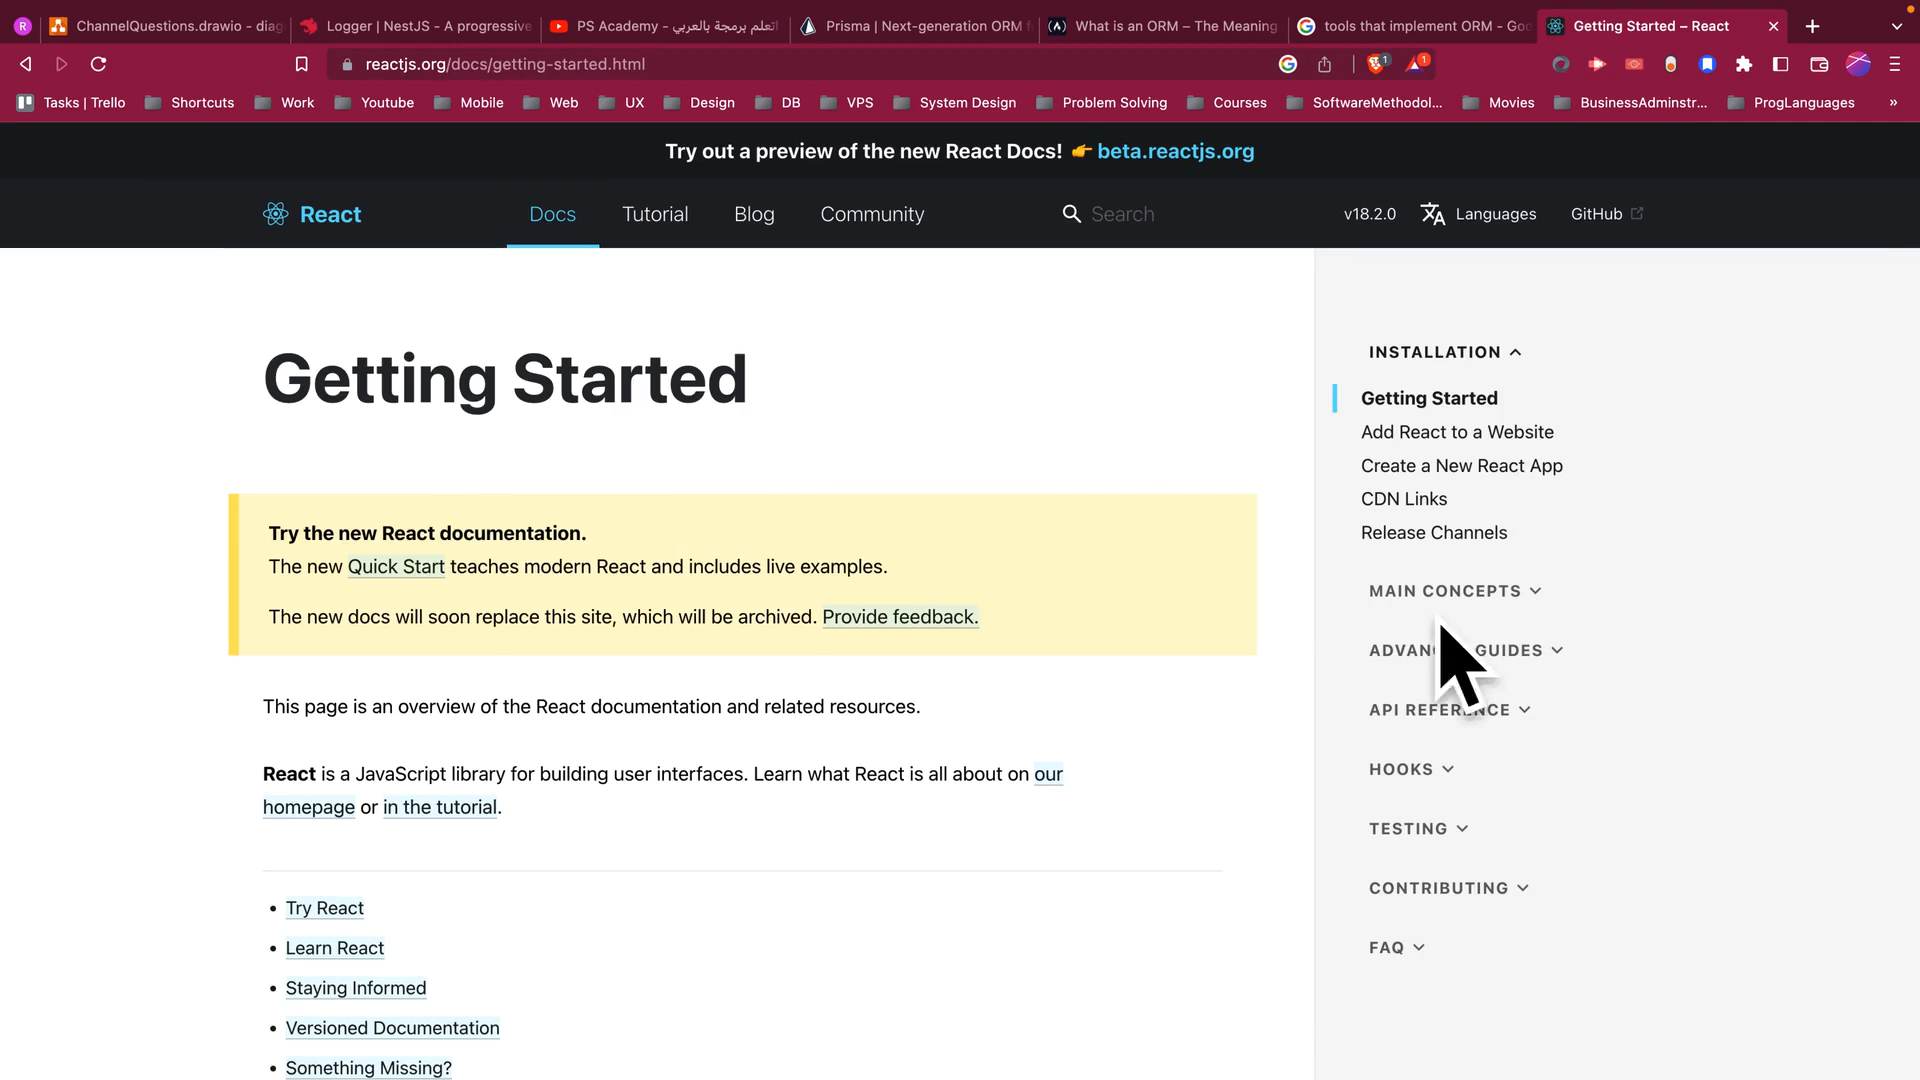 R
ChannelQuestions.drawio - diag
Logger | NestJS - A progressive
PS Academy - اتعلم برمجة بالعربي
Prisma | Next-generation ORM f
What is an ORM – The Meaning
tools that implement ORM - Goo
Getting Started – React
reactjs.org/docs/getting-started.html
1
1
Tasks | Trello
Shortcuts
Work
Youtube
Mobile
Web
UX
Design
DB
VPS
System Design
Problem Solving
Courses
SoftwareMethodol...
Movies
BusinessAdminstr...
ProgLanguages
»
Try out a preview of the new React Docs! 👉 beta.reactjs.org
React
Docs
Tutorial
Blog
Community
Search
v18.2.0
Languages
GitHub
Getting Started
Try the new React documentation.
The new Quick Start teaches modern React and includes live examples.
The new docs will soon replace this site, which will be archived. Provide feedback.
This page is an overview of the React documentation and related resources.
React is a JavaScript library for building user interfaces. Learn what React is all about on our
homepage or in the tutorial.
• Try React
• Learn React
• Staying Informed
• Versioned Documentation
• Something Missing?
INSTALLATION
Getting Started
Add React to a Website
Create a New React App
CDN Links
Release Channels
MAIN CONCEPTS
ADVANCED GUIDES
API REFERENCE
HOOKS
TESTING
CONTRIBUTING
FAQ